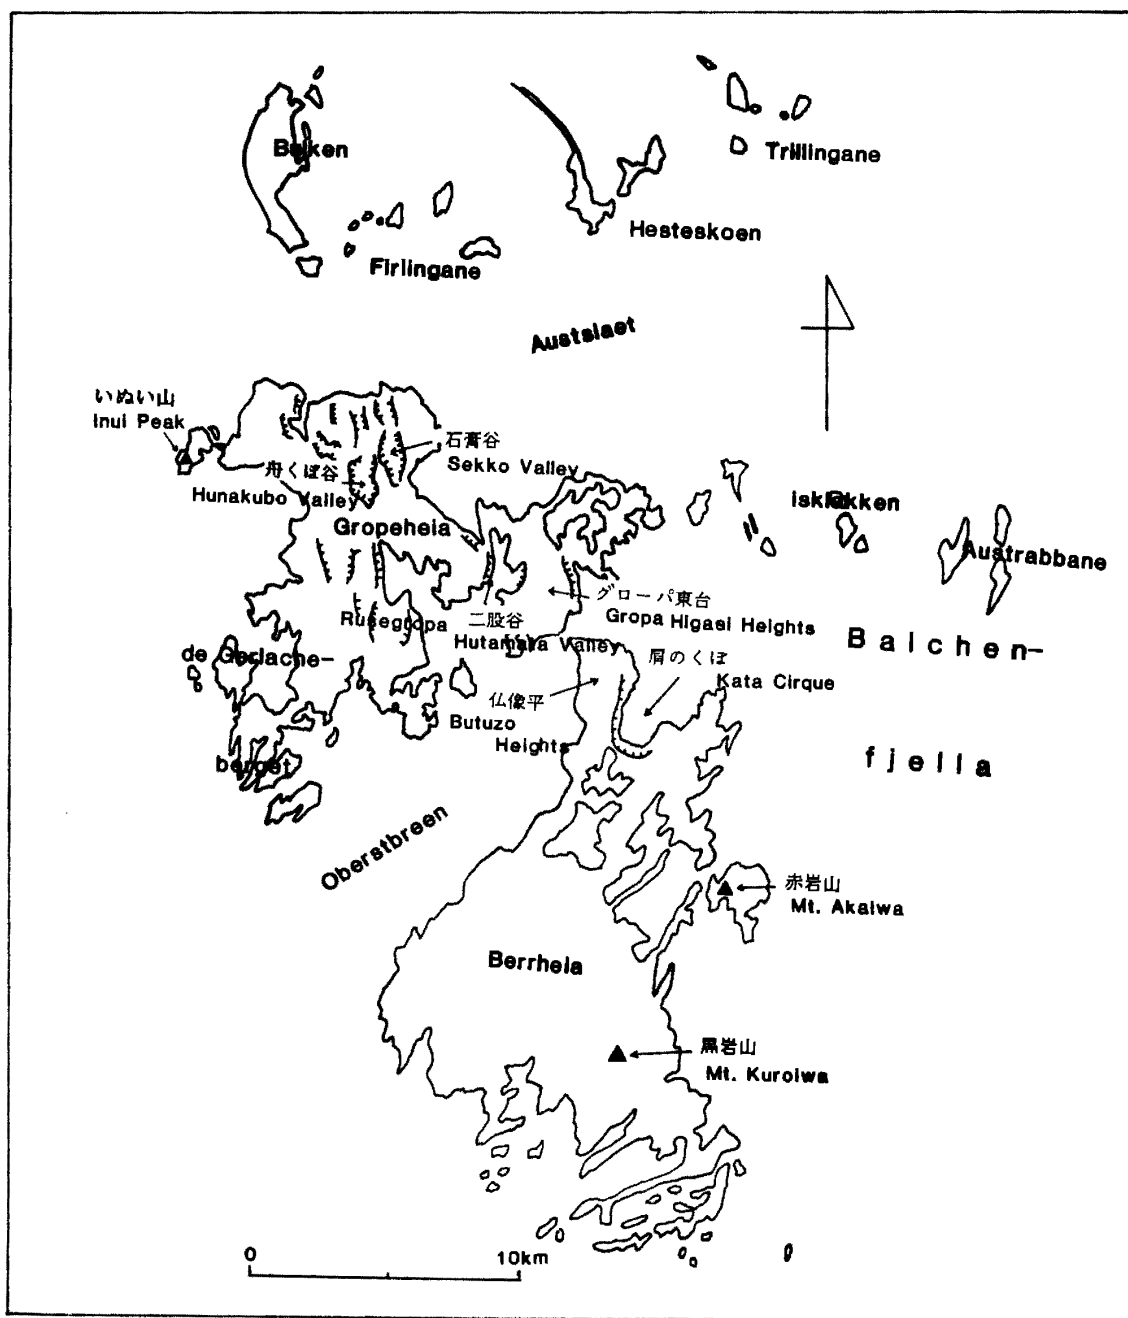 Trillingane
Hesteskoen
Firlingane
Austslaet
いぬい山
Inui Peak
石膏谷
Sekko Valley
舟くぼ谷
Hunakubo Valley
Gropeheia
Austrabbane
グローパ東台
Gropa Higasi Heights
二股谷
Hutamata Valley
Rusegropa
Balchen-
de Gerlache-
肩のくぼ
Kata Cirque
仏像平
Butuzo
Heights
fjella
berget
Oberstbreen
赤岩山
Mt. Akaiwa
Berrheia
黒岩山
Mt. Kuroiwa
0
10km